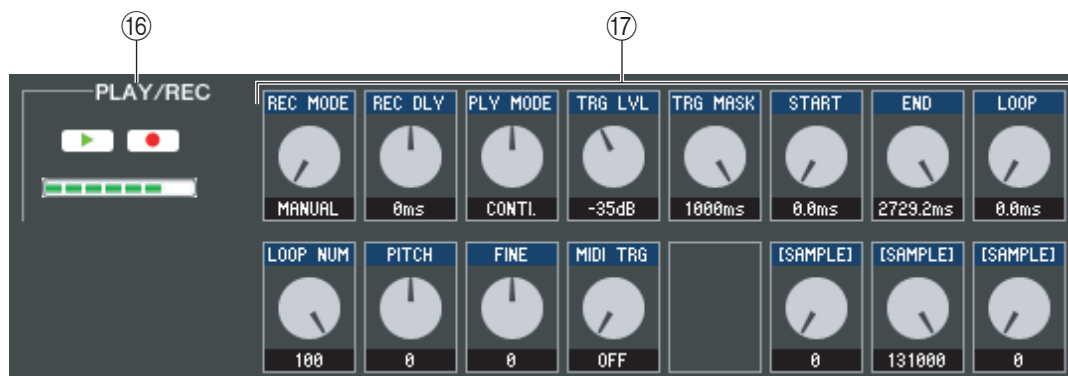 ⑯ ⑰
PLAY/REC
REC MODE REC DLY PLY MODE TRG LVL TRG MASK START END LOOP
MANUAL 0ms CONTI. -35dB 1000ms 0.0ms 2729.2ms 0.0ms
LOOP NUM PITCH FINE MIDI TRG [SAMPLE] [SAMPLE] [SAMPLE]
100 0 0 OFF 0 131000 0